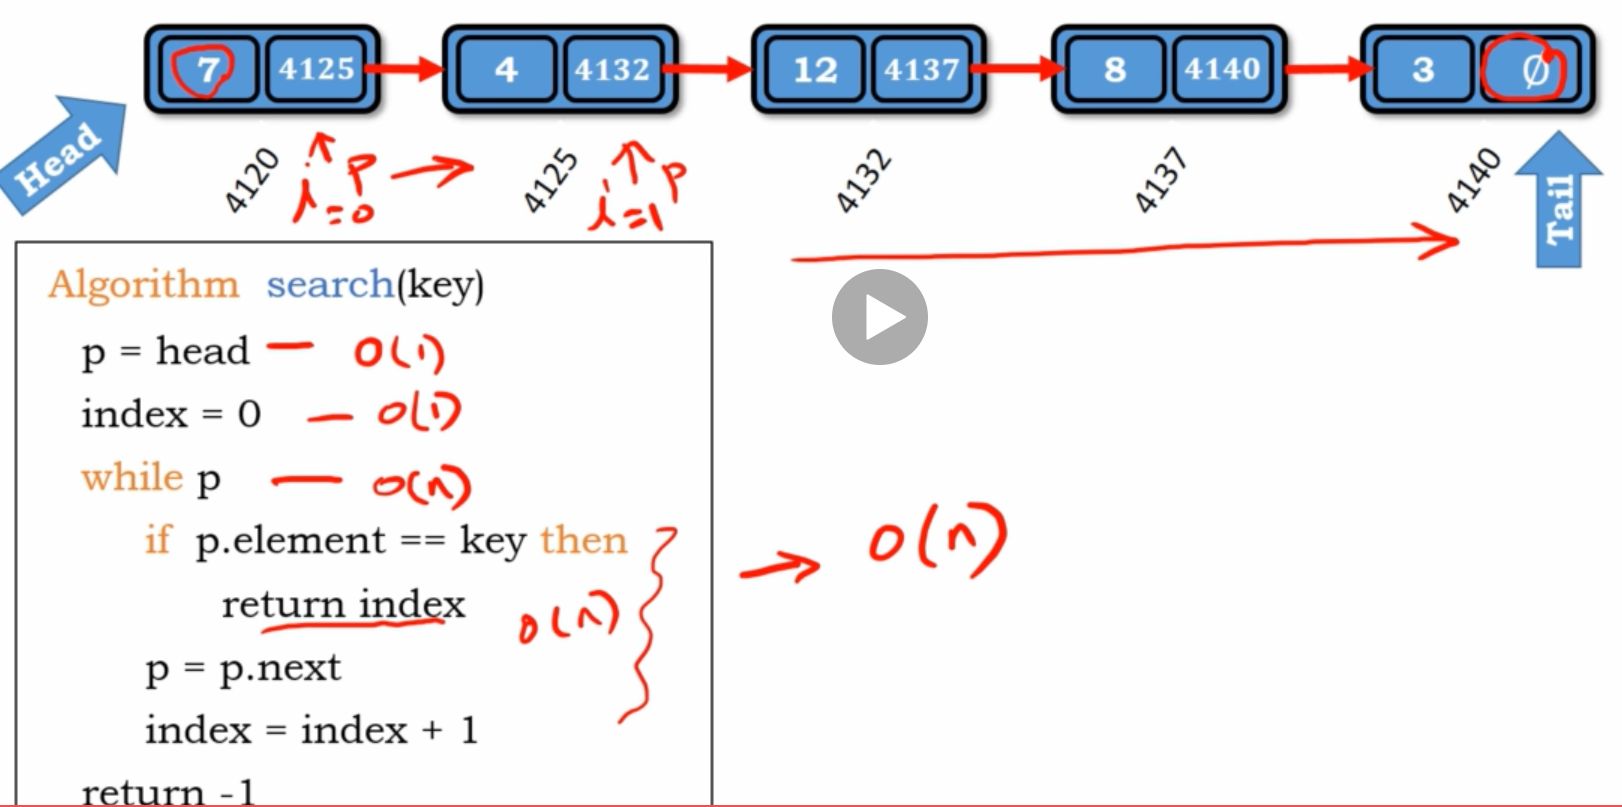 7 4125 4 4132 12 4137 8 4140 3 Ø
Head 4120 4125 4132 4137 4140 Tail
i=0 p i=1 p
Algorithm search(key)
p = head — O(1)
index = 0 — O(1)
while p — O(n)
if p.element == key then
return index O(n)
O(n)
p = p.next
index = index + 1
return -1